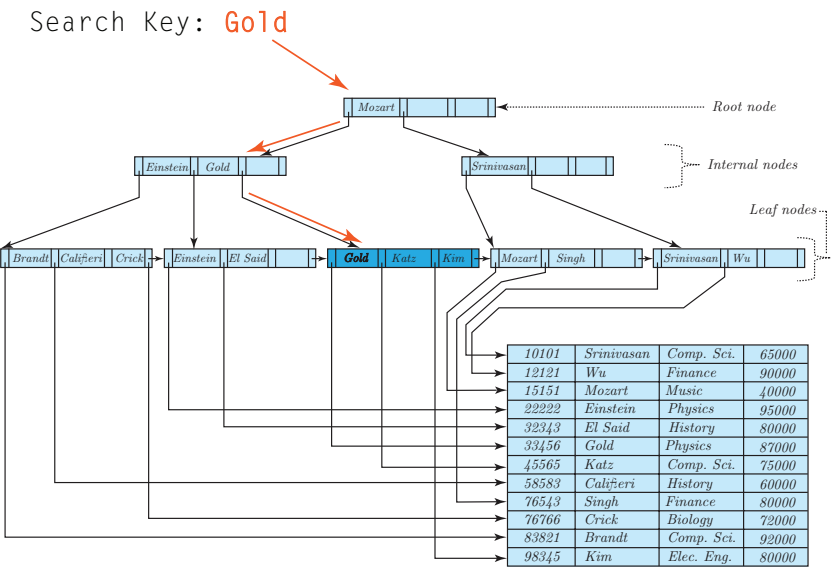 Search Key: Gold
Mozart
Root node
Einstein Gold
Srinivasan
Internal nodes
Leaf nodes
Brandt Califieri Crick
Einstein El Said
Gold Katz Kim
Mozart Singh
Srinivasan Wu
10101 Srinivasan Comp. Sci. 65000
12121 Wu Finance 90000
15151 Mozart Music 40000
22222 Einstein Physics 95000
32343 El Said History 80000
33456 Gold Physics 87000
45565 Katz Comp. Sci. 75000
58583 Califieri History 60000
76543 Singh Finance 80000
76766 Crick Biology 72000
83821 Brandt Comp. Sci. 92000
98345 Kim Elec. Eng. 80000